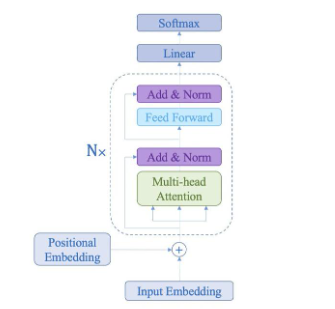 Softmax
Linear
Add & Norm
Feed Forward
Add & Norm
Multi-head
Attention
N×
Positional
Embedding
+
Input Embedding